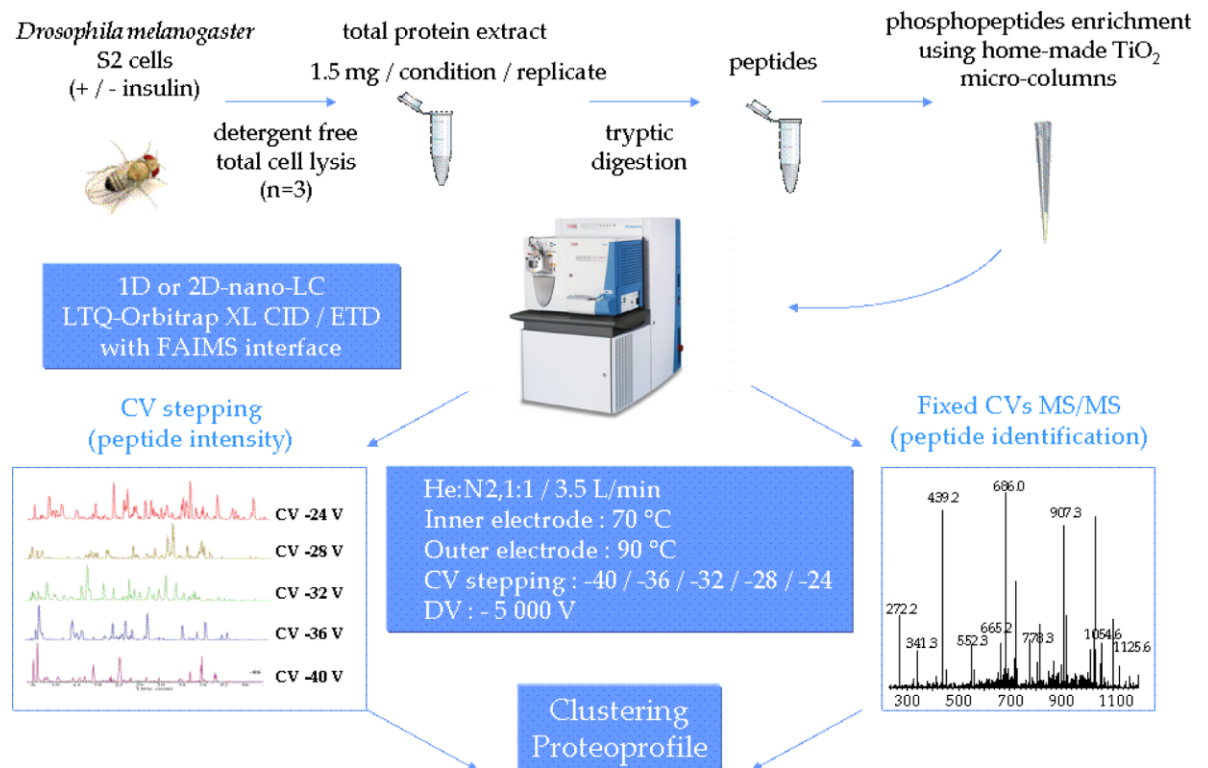 Drosophila melanogaster
S2 cells
(+ / - insulin)
detergent free
total cell lysis
(n=3)
total protein extract
1.5 mg / condition / replicate
tryptic
digestion
peptides
phosphopeptides enrichment
using home-made TiO2
micro-columns
1D or 2D-nano-LC
LTQ-Orbitrap XL CID / ETD
with FAIMS interface
CV stepping
(peptide intensity)
CV -24 V
CV -28 V
CV -32 V
CV -36 V
CV -40 V
He:N2,1:1 / 3.5 L/min
Inner electrode : 70 °C
Outer electrode : 90 °C
CV stepping : -40 / -36 / -32 / -28 / -24
DV : - 5 000 V
Fixed CVs MS/MS
(peptide identification)
686.0
439.2
907.3
272.2
341.3
552.3
665.2
778.3
1054.6
1125.6
300 500 700 900 1100
Clustering
Proteoprofile